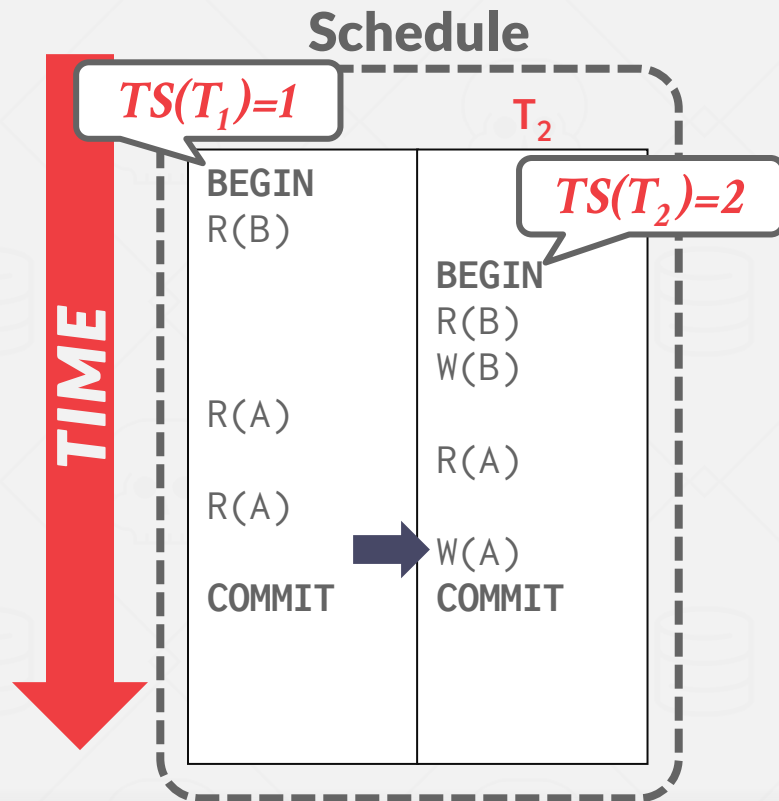 Schedule
TS(T₁)=1
T₂
BEGIN
TS(T₂)=2
R(B)
BEGIN
R(B)
W(B)
R(A)
R(A)
R(A)
W(A)
COMMIT COMMIT
TIME